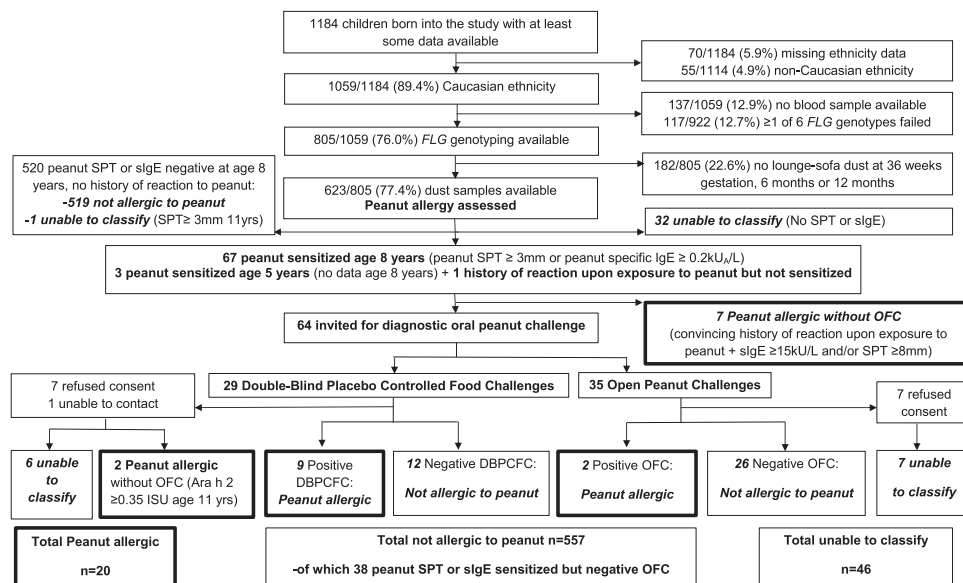 1184 children born into the study with at least
some data available
70/1184 (5.9%) missing ethnicity data
55/1114 (4.9%) non-Caucasian ethnicity
1059/1184 (89.4%) Caucasian ethnicity
137/1059 (12.9%) no blood sample available
117/922 (12.7%) ≥1 of 6 FLG genotypes failed
805/1059 (76.0%) FLG genotyping available
520 peanut SPT or sIgE negative at age 8
years, no history of reaction to peanut:
-519 not allergic to peanut
-1 unable to classify (SPT≥ 3mm 11yrs)
182/805 (22.6%) no lounge-sofa dust at 36 weeks
gestation, 6 months or 12 months
623/805 (77.4%) dust samples available
Peanut allergy assessed
32 unable to classify (No SPT or sIgE)
67 peanut sensitized age 8 years (peanut SPT ≥ 3mm or peanut specific IgE ≥ 0.2kUA/L)
3 peanut sensitized age 5 years (no data age 8 years) + 1 history of reaction upon exposure to peanut but not sensitized
7 Peanut allergic without OFC
(convincing history of reaction upon exposure to
peanut + sIgE ≥15kU/L and/or SPT ≥8mm)
64 invited for diagnostic oral peanut challenge
7 refused consent
1 unable to contact
29 Double-Blind Placebo Controlled Food Challenges
35 Open Peanut Challenges
7 refused
consent
6 unable
to
classify
2 Peanut allergic
without OFC (Ara h 2
≥0.35 ISU age 11 yrs)
9 Positive
DBPCFC:
Peanut allergic
12 Negative DBPCFC:
Not allergic to peanut
2 Positive OFC:
Peanut allergic
26 Negative OFC:
Not allergic to peanut
7 unable
to classify
Total Peanut allergic
n=20
Total not allergic to peanut n=557
-of which 38 peanut SPT or sIgE sensitized but negative OFC
Total unable to classify
n=46